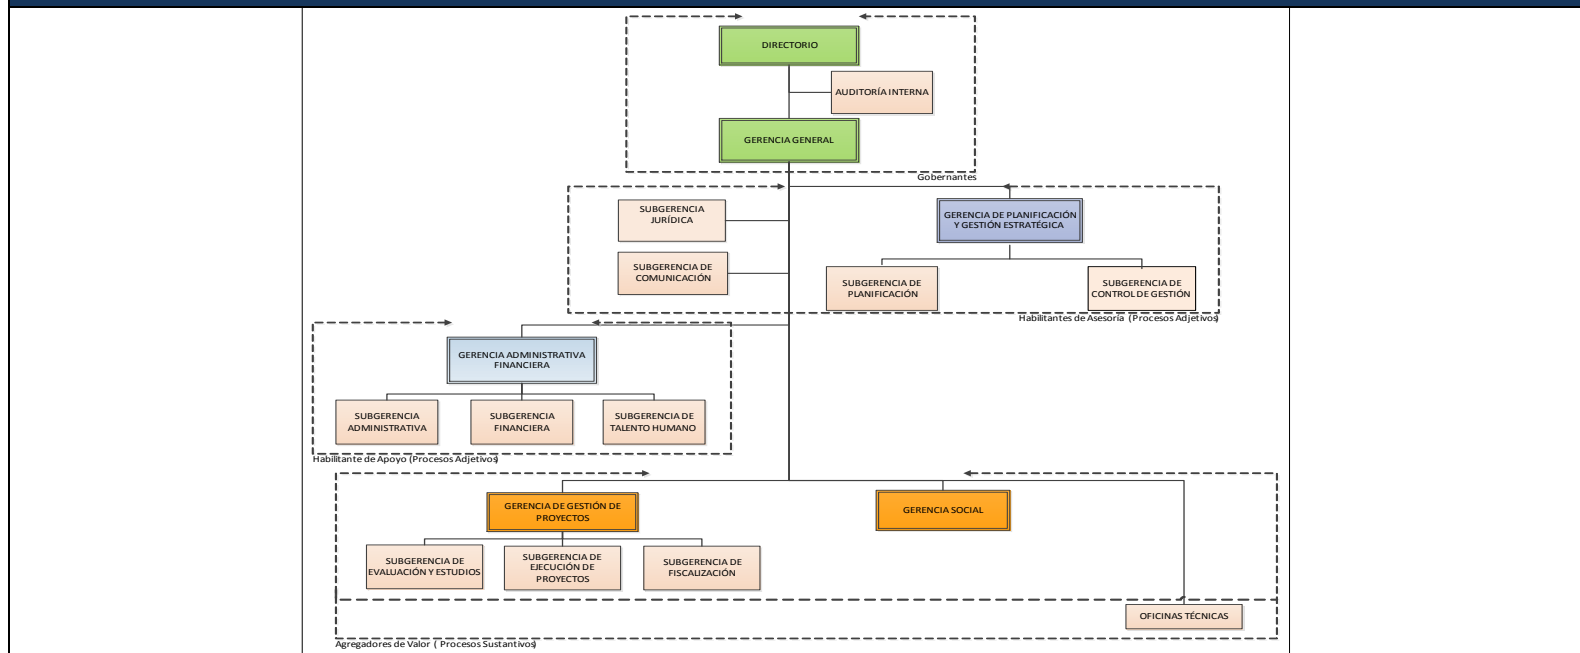 DIRECTORIO
AUDITORÍA INTERNA
GERENCIA GENERAL
Gobernantes
SUBGERENCIA
JURÍDICA
GERENCIA DE PLANIFICACIÓN
Y GESTIÓN ESTRATÉGICA
SUBGERENCIA DE
COMUNICACIÓN
SUBGERENCIA DE
PLANIFICACIÓN
SUBGERENCIA DE
CONTROL DE GESTIÓN
Habilitantes de Asesoría (Procesos Adjetivos)
GERENCIA ADMINISTRATIVA
FINANCIERA
SUBGERENCIA
ADMINISTRATIVA
SUBGERENCIA
FINANCIERA
SUBGERENCIA DE
TALENTO HUMANO
Habilitante de Apoyo (Procesos Adjetivos)
GERENCIA DE GESTIÓN DE
PROYECTOS
GERENCIA SOCIAL
SUBGERENCIA DE
EVALUACIÓN Y ESTUDIOS
SUBGERENCIA DE
EJECUCIÓN DE
PROYECTOS
SUBGERENCIA DE
FISCALIZACIÓN
OFICINAS TÉCNICAS
Agregadores de Valor ( Procesos Sustantivos)